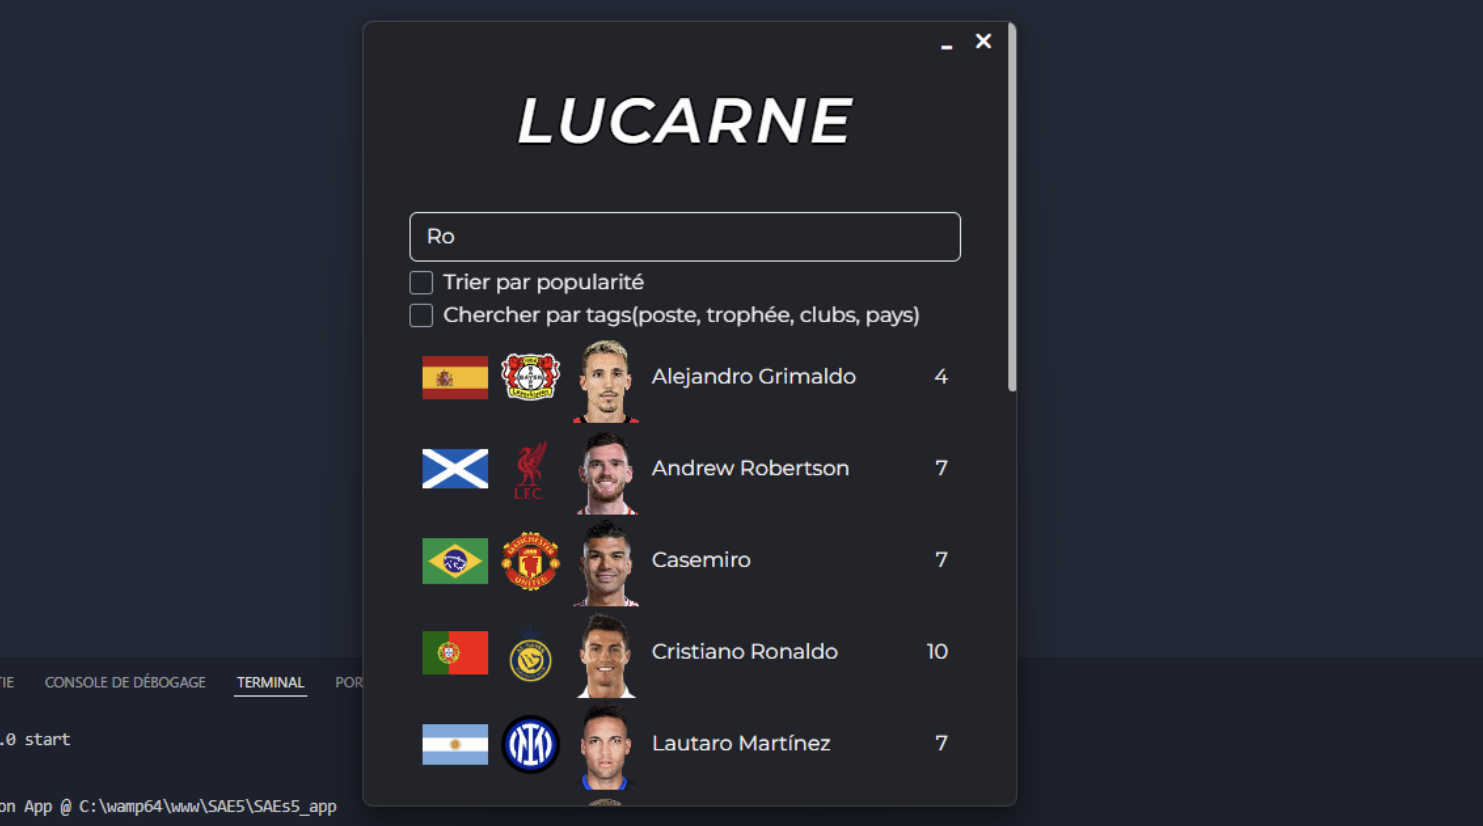 LUCARNE
Ro
Trier par popularité
Chercher par tags(poste, trophée, clubs, pays)
Alejandro Grimaldo 4
Andrew Robertson 7
LFC
MANCHESTER
UNITED
Casemiro 7
Cristiano Ronaldo 10
Lautaro Martínez 7
TIE CONSOLE DE DÉBOGAGE TERMINAL POR
.0 start
on App @ C:\wamp64\www\SAE5\SAEs5_app